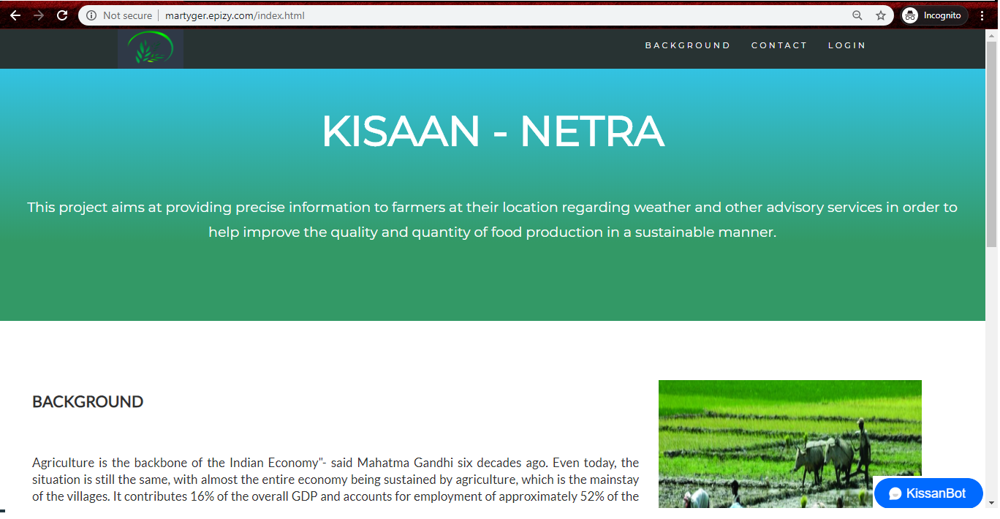 Not secure martyger.epizy.com/index.html Incognito
BACKGROUND CONTACT LOGIN
KISAAN - NETRA
This project aims at providing precise information to farmers at their location regarding weather and other advisory services in order to
help improve the quality and quantity of food production in a sustainable manner.
BACKGROUND
Agriculture is the backbone of the Indian Economy"- said Mahatma Gandhi six decades ago. Even today, the
situation is still the same, with almost the entire economy being sustained by agriculture, which is the mainstay
of the villages. It contributes 16% of the overall GDP and accounts for employment of approximately 52% of the
KissanBot